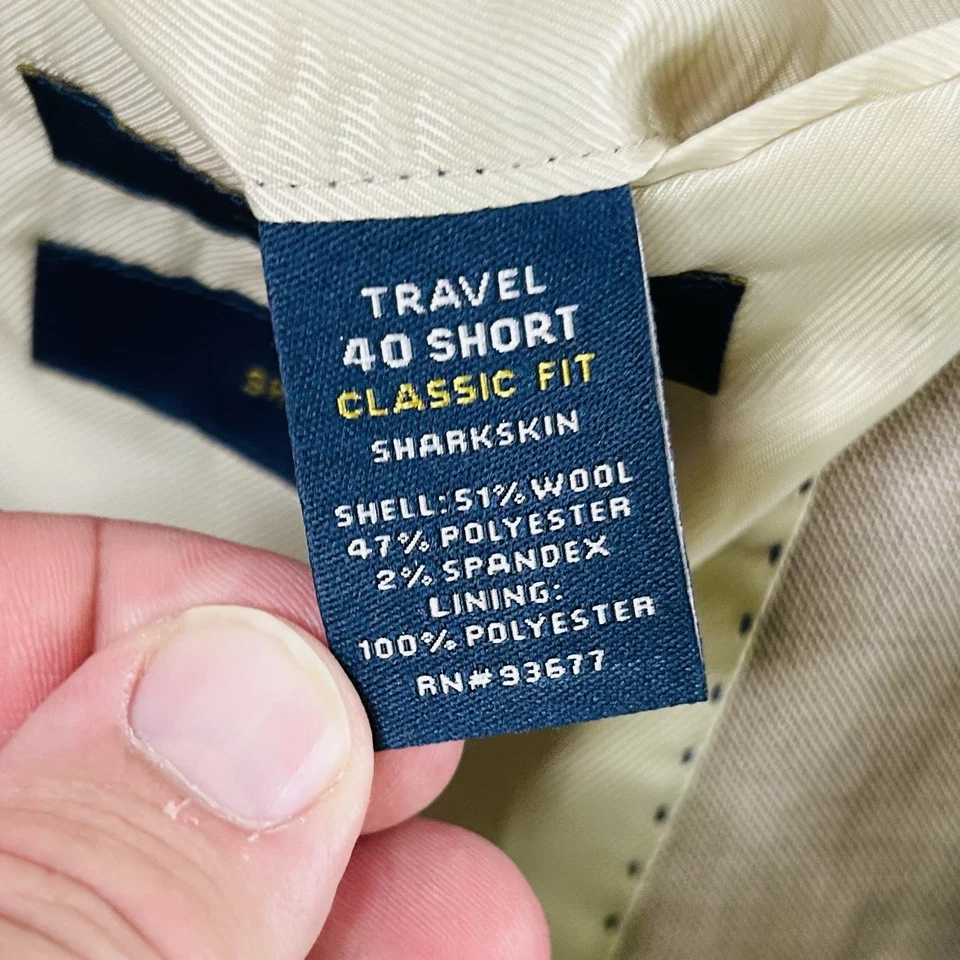 TRAVEL
40 SHORT
CLASSIC FIT
SHARKSKIN
SHELL: 51% WOOL
47% POLYESTER
2% SPANDEX
LINING:
100% POLYESTER
RN# 93677